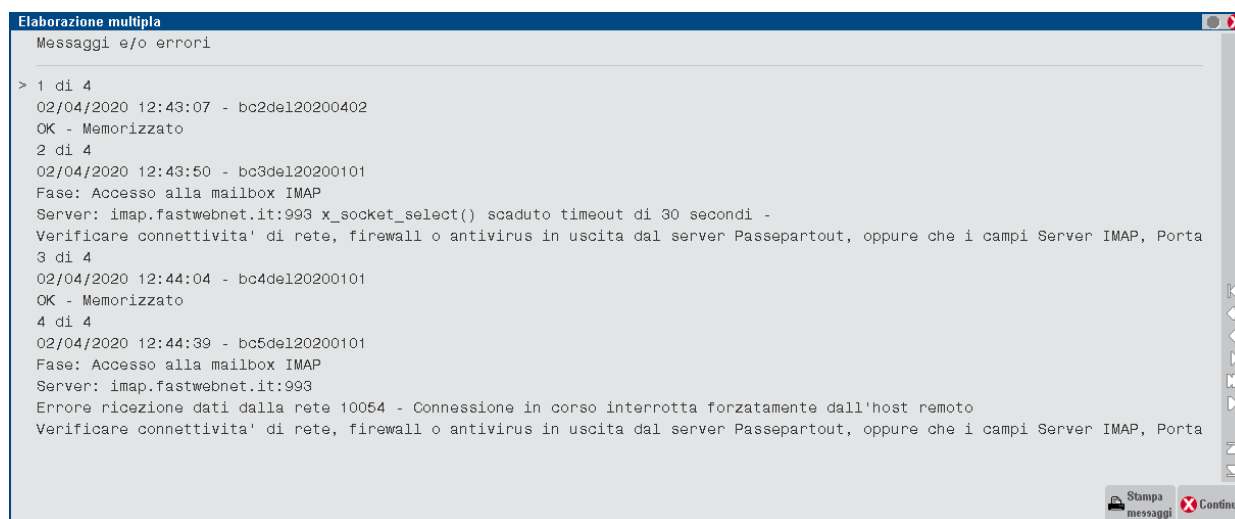 Elaborazione multipla
Messaggi e/o errori
> 1 di 4
02/04/2020 12:43:07 - bc2del20200402
OK - Memorizzato
2 di 4
02/04/2020 12:43:50 - bc3del20200101
Fase: Accesso alla mailbox IMAP
Server: imap.fastwebnet.it:993 x_socket_select() scaduto timeout di 30 secondi -
Verificare connettivita' di rete, firewall o antivirus in uscita dal server Passepartout, oppure che i campi Server IMAP, Porta
3 di 4
02/04/2020 12:44:04 - bc4del20200101
OK - Memorizzato
4 di 4
02/04/2020 12:44:39 - bc5del20200101
Fase: Accesso alla mailbox IMAP
Server: imap.fastwebnet.it:993
Errore ricezione dati dalla rete 10054 - Connessione in corso interrotta forzatamente dall'host remoto
Verificare connettivita' di rete, firewall o antivirus in uscita dal server Passepartout, oppure che i campi Server IMAP, Porta
Stampa
messaggi
Continu